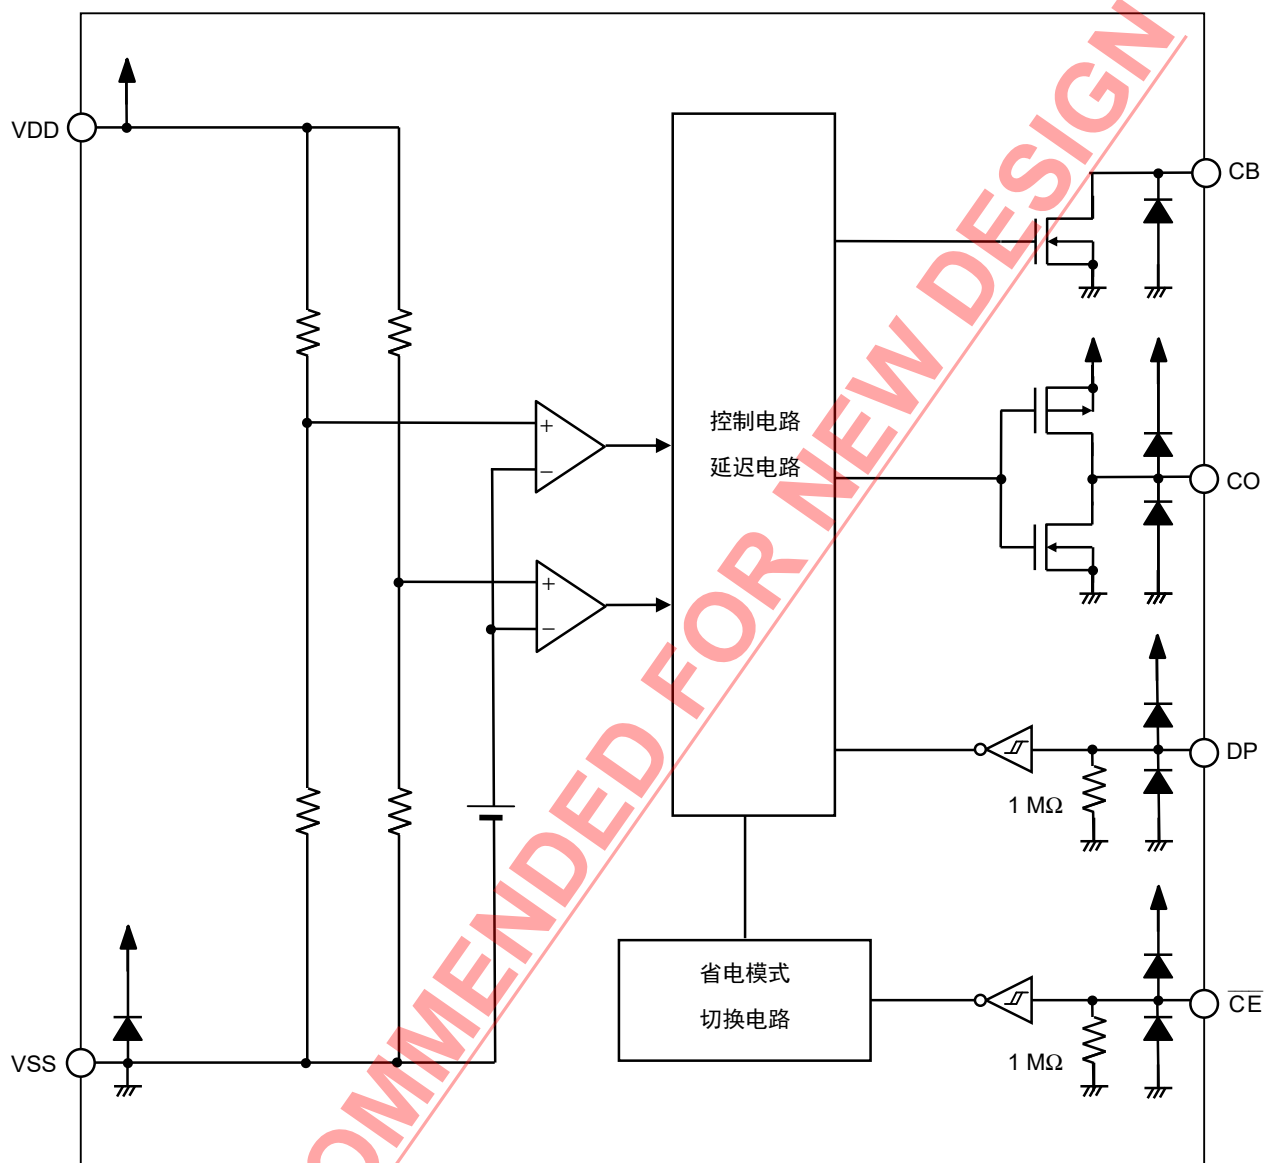 VDD
CB
控制电路
延迟电路
CO
DP
1 MΩ
省电模式
切换电路
CE
1 MΩ
VSS
+
−
+
−
OMMENDED FOR NEW DESIGN